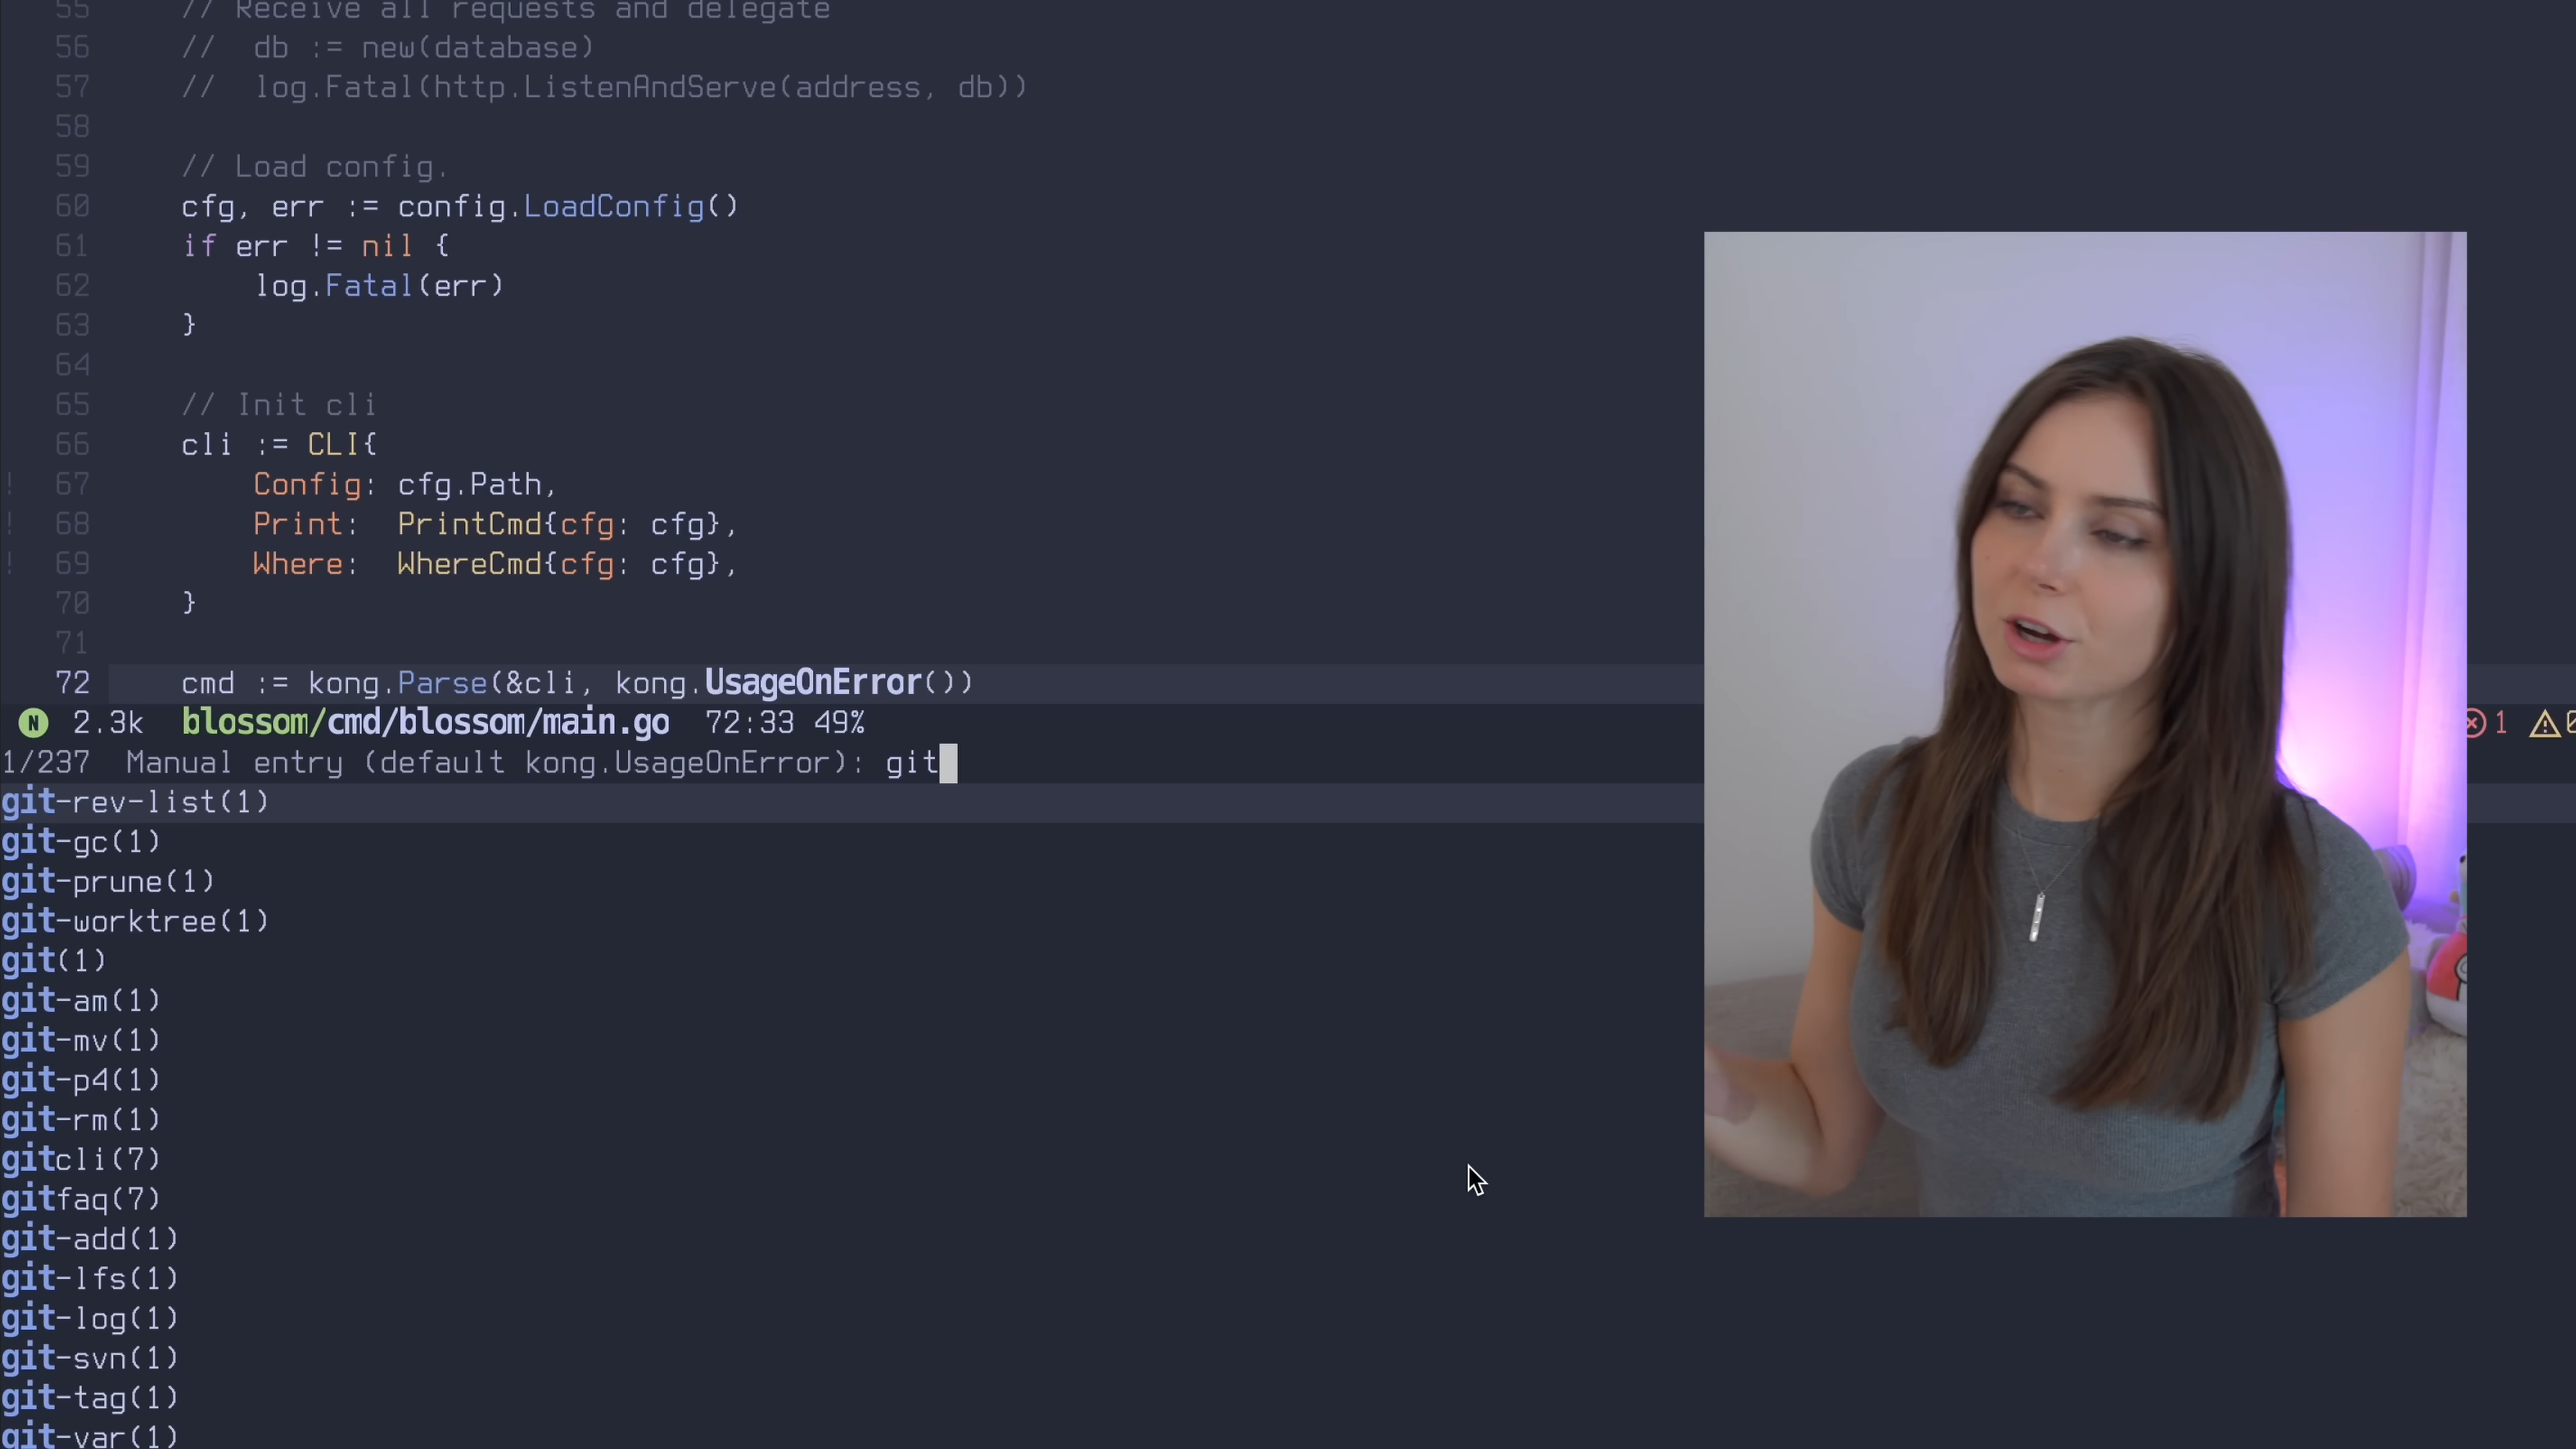 55 // Receive all requests and delegate
56 //  db := new(database)
57 //  log.Fatal(http.ListenAndServe(address, db))
58
59 // Load config.
60 cfg, err := config.LoadConfig()
61 if err != nil {
62 log.Fatal(err)
63 }
64
65 // Init cli
66 cli := CLI{
! 67 Config: cfg.Path,
! 68 Print:  PrintCmd{cfg: cfg},
! 69 Where:  WhereCmd{cfg: cfg},
70 }
71
72 cmd := kong.Parse(&cli, kong.UsageOnError())
N 2.3k blossom/cmd/blossom/main.go 72:33 49% 1 0
1/237 Manual entry (default kong.UsageOnError): git
git-rev-list(1)
git-gc(1)
git-prune(1)
git-worktree(1)
git(1)
git-am(1)
git-mv(1)
git-p4(1)
git-rm(1)
gitcli(7)
gitfaq(7)
git-add(1)
git-lfs(1)
git-log(1)
git-svn(1)
git-tag(1)
git-var(1)